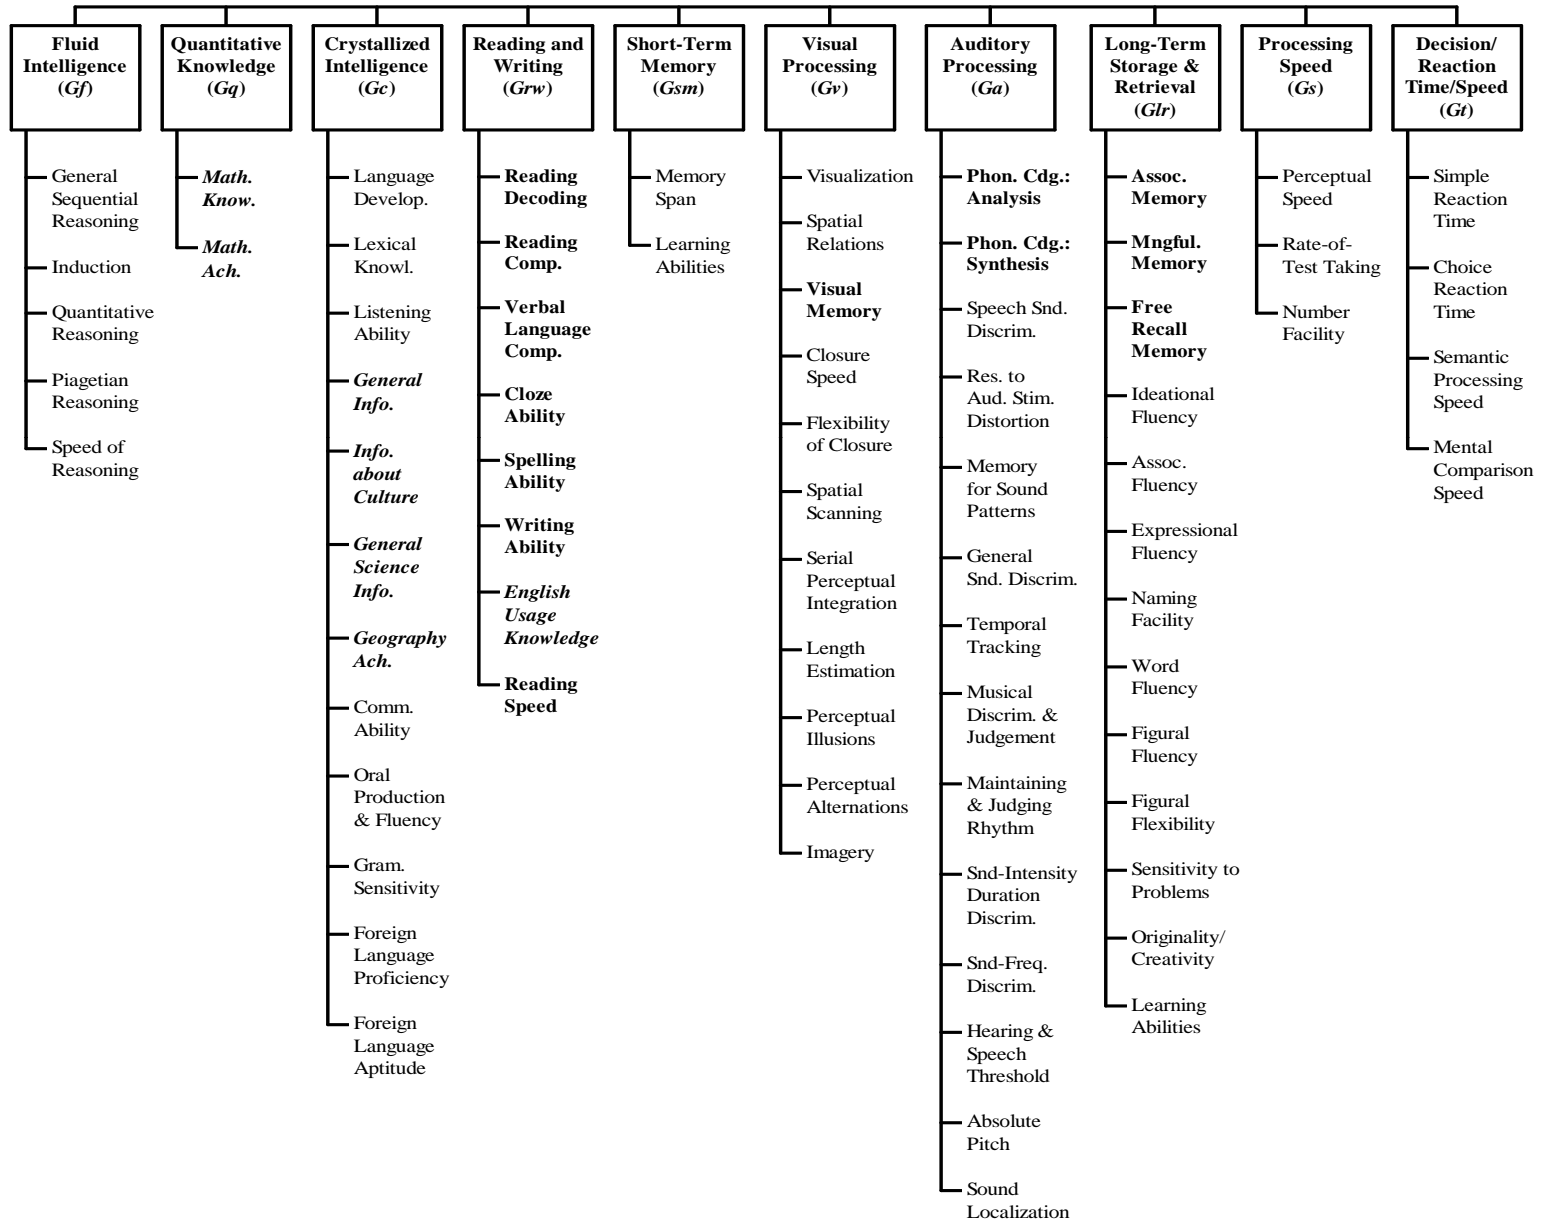 Fluid
Intelligence
(Gf)
General
Sequential
Reasoning
Induction
Quantitative
Reasoning
Piagetian
Reasoning
Speed of
Reasoning
Quantitative
Knowledge
(Gq)
Math.
Know.
Math.
Ach.
Crystallized
Intelligence
(Gc)
Language
Develop.
Lexical
Knowl.
Listening
Ability
General
Info.
Info.
about
Culture
General
Science
Info.
Geography
Ach.
Comm.
Ability
Oral
Production
& Fluency
Gram.
Sensitivity
Foreign
Language
Proficiency
Foreign
Language
Aptitude
Reading and
Writing
(Grw)
Reading
Decoding
Reading
Comp.
Verbal
Language
Comp.
Cloze
Ability
Spelling
Ability
Writing
Ability
English
Usage
Knowledge
Reading
Speed
Short-Term
Memory
(Gsm)
Memory
Span
Learning
Abilities
Visual
Processing
(Gv)
Visualization
Spatial
Relations
Visual
Memory
Closure
Speed
Flexibility
of Closure
Spatial
Scanning
Serial
Perceptual
Integration
Length
Estimation
Perceptual
Illusions
Perceptual
Alternations
Imagery
Auditory
Processing
(Ga)
Phon. Cdg.:
Analysis
Phon. Cdg.:
Synthesis
Speech Snd.
Discrim.
Res. to
Aud. Stim.
Distortion
Memory
for Sound
Patterns
General
Snd. Discrim.
Temporal
Tracking
Musical
Discrim. &
Judgement
Maintaining
& Judging
Rhythm
Snd-Intensity
Duration
Discrim.
Snd-Freq.
Discrim.
Hearing &
Speech
Threshold
Absolute
Pitch
Sound
Localization
Long-Term
Storage &
Retrieval
(Glr)
Assoc.
Memory
Mngful.
Memory
Free
Recall
Memory
Ideational
Fluency
Assoc.
Fluency
Expressional
Fluency
Naming
Facility
Word
Fluency
Figural
Fluency
Figural
Flexibility
Sensitivity to
Problems
Originality/
Creativity
Learning
Abilities
Processing
Speed
(Gs)
Perceptual
Speed
Rate-of-
Test Taking
Number
Facility
Decision/
Reaction
Time/Speed
(Gt)
Simple
Reaction
Time
Choice
Reaction
Time
Semantic
Processing
Speed
Mental
Comparison
Speed